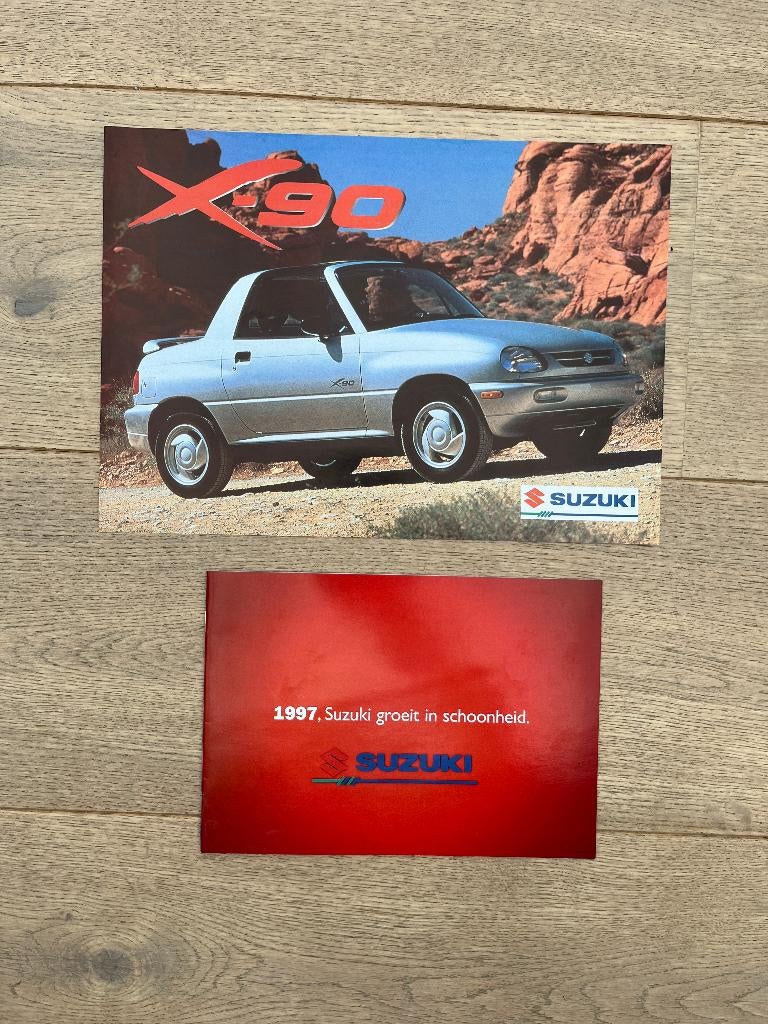 X-90
X-90
SUZUKI
1997, Suzuki groeit in schoonheid.
SUZUKI